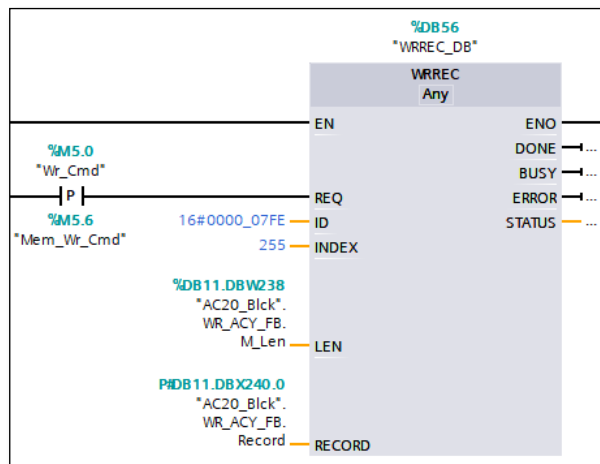 %DB56
"WRREC_DB"
WRREC
Any
EN ENO
DONE ...
%M5.0
"Wr_Cmd"
BUSY ...
P
REQ ERROR ...
%M5.6
"Mem_Wr_Cmd"
16#0000_07FE ID STATUS ...
255 INDEX
%DB11.DBW238
"AC20_Blck".
WR_ACY_FB.
M_Len LEN
P#DB11.DBX240.0
"AC20_Blck".
WR_ACY_FB.
Record RECORD